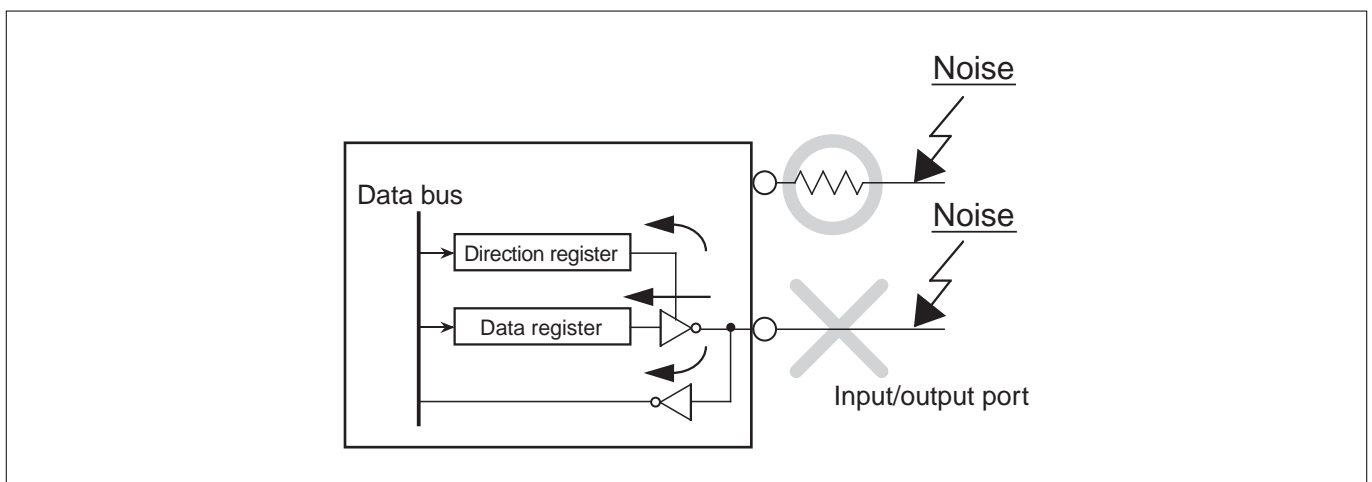 Noise
Data bus
Noise
Direction register
Data register
Input/output port